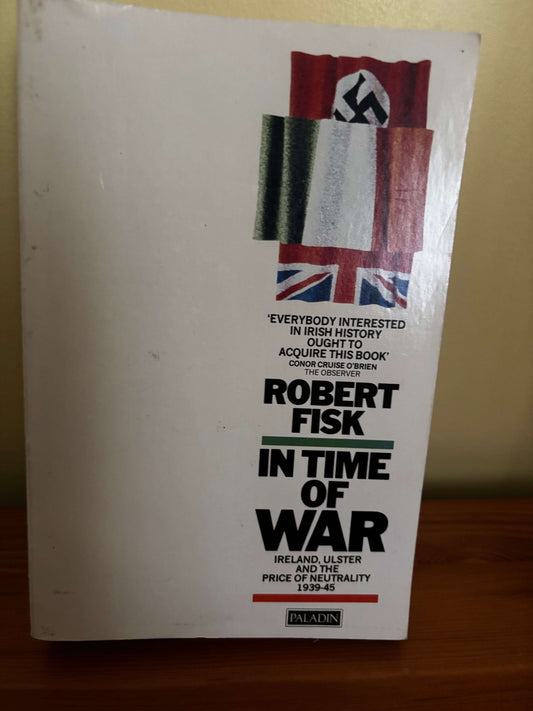 'EVERYBODY INTERESTED
IN IRISH HISTORY
OUGHT TO
ACQUIRE THIS BOOK'
CONOR CRUISE O'BRIEN
THE OBSERVER
ROBERT
FISK
IN TIME
OF
WAR
IRELAND, ULSTER
AND THE
PRICE OF NEUTRALITY
1939-45
PALADIN